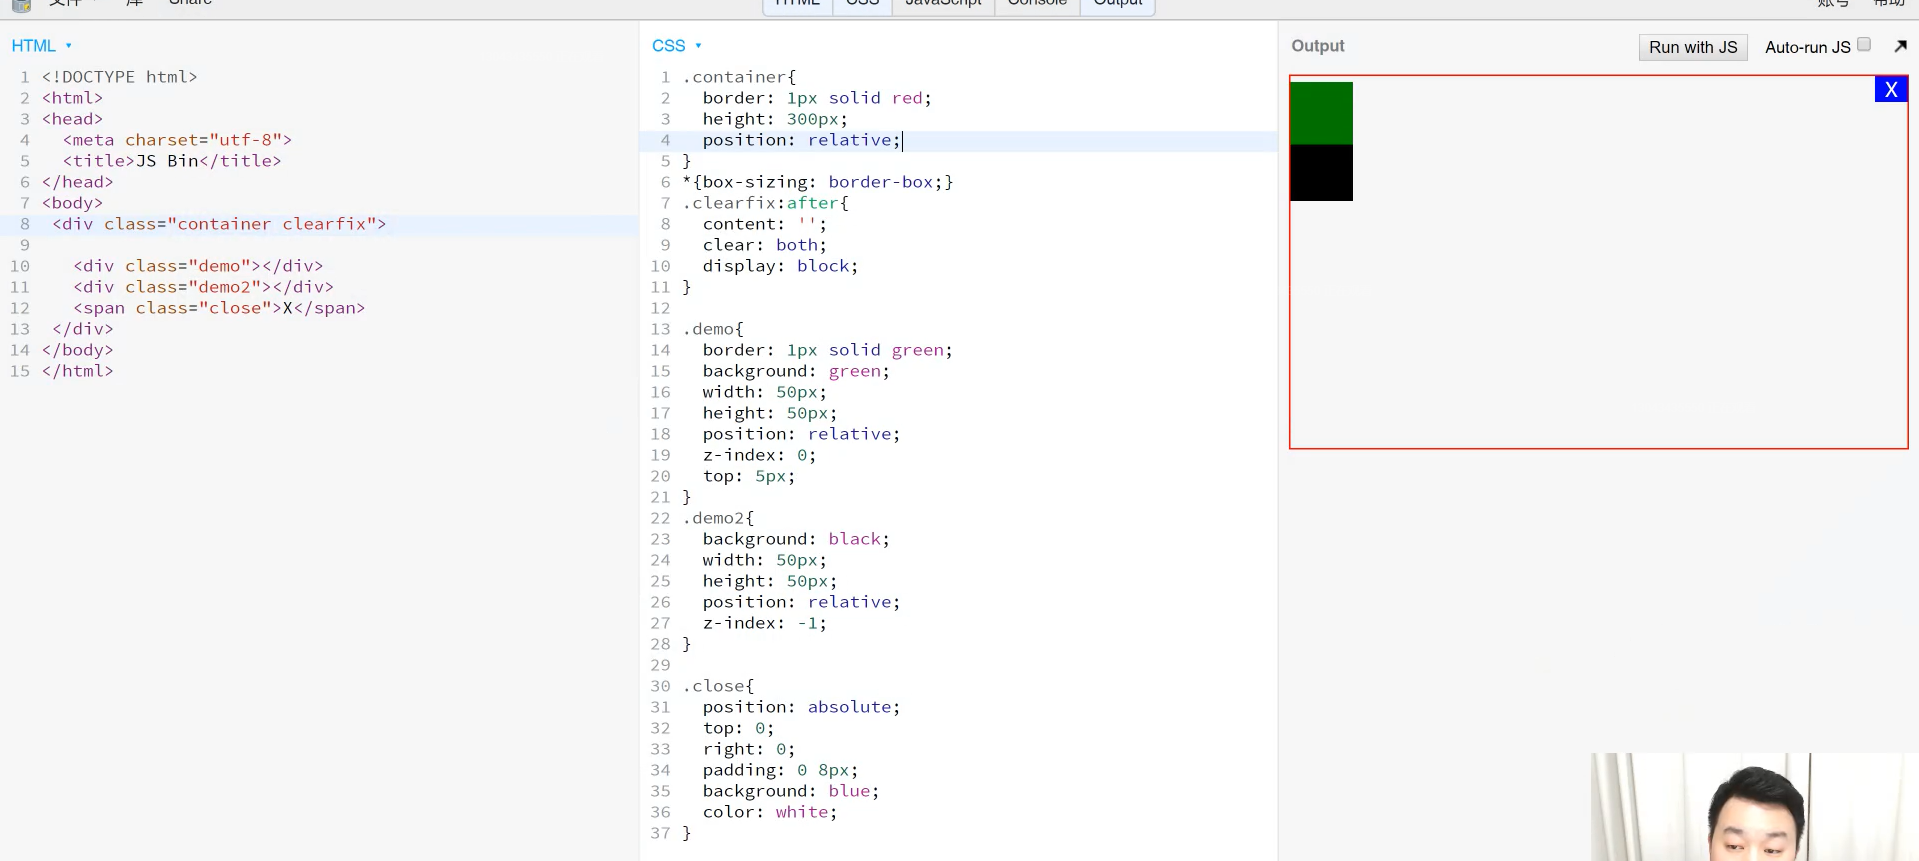 文件 库 Share HTML CSS JavaScript Console Output 账号 帮助
HTML
1 <!DOCTYPE html>
2 <html>
3 <head>
4 <meta charset="utf-8">
5 <title>JS Bin</title>
6 </head>
7 <body>
8 <div class="container clearfix">
9
10 <div class="demo"></div>
11 <div class="demo2"></div>
12 <span class="close">X</span>
13 </div>
14 </body>
15 </html>
CSS
1 .container{
2 border: 1px solid red;
3 height: 300px;
4 position: relative;
5 }
6 *{box-sizing: border-box;}
7 .clearfix:after{
8 content: '';
9 clear: both;
10 display: block;
11 }
12
13 .demo{
14 border: 1px solid green;
15 background: green;
16 width: 50px;
17 height: 50px;
18 position: relative;
19 z-index: 0;
20 top: 5px;
21 }
22 .demo2{
23 background: black;
24 width: 50px;
25 height: 50px;
26 position: relative;
27 z-index: -1;
28 }
29
30 .close{
31 position: absolute;
32 top: 0;
33 right: 0;
34 padding: 0 8px;
35 background: blue;
36 color: white;
37 }
Output Run with JS Auto-run JS
X